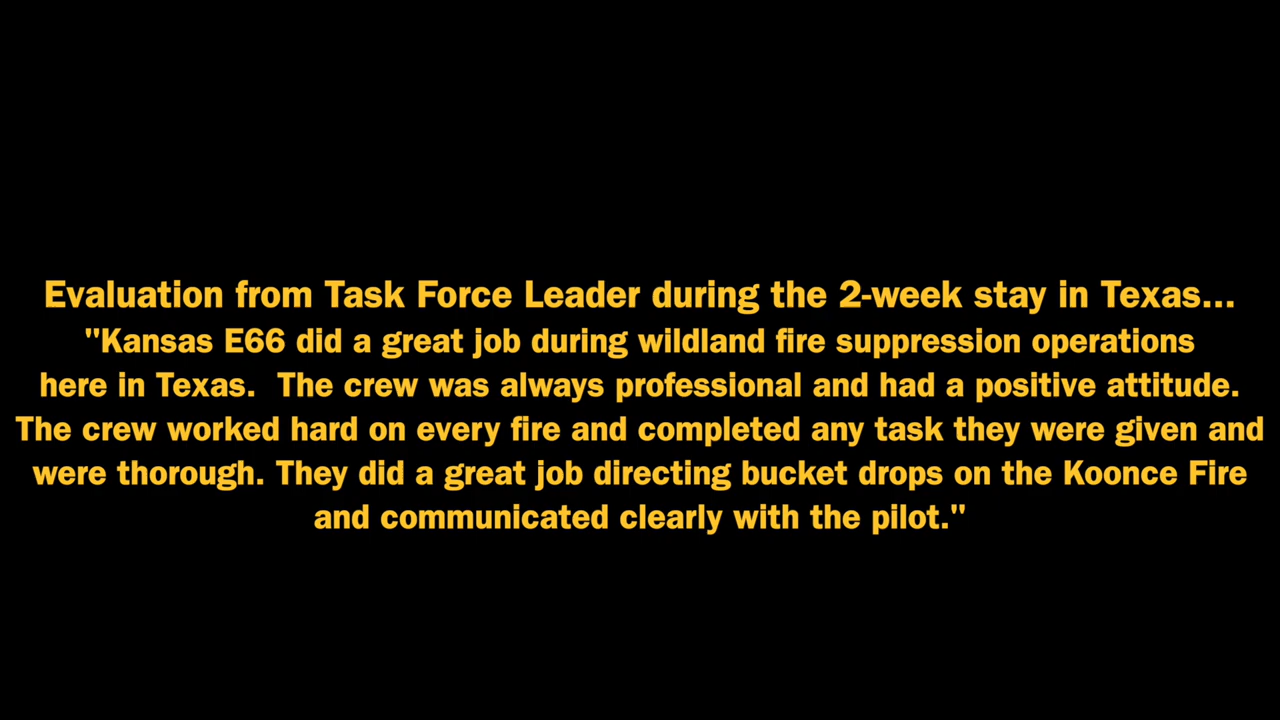 Evaluation from Task Force Leader during the 2-week stay in Texas...
"Kansas E66 did a great job during wildland fire suppression operations
here in Texas.  The crew was always professional and had a positive attitude.
The crew worked hard on every fire and completed any task they were given and
were thorough. They did a great job directing bucket drops on the Koonce Fire
and communicated clearly with the pilot."